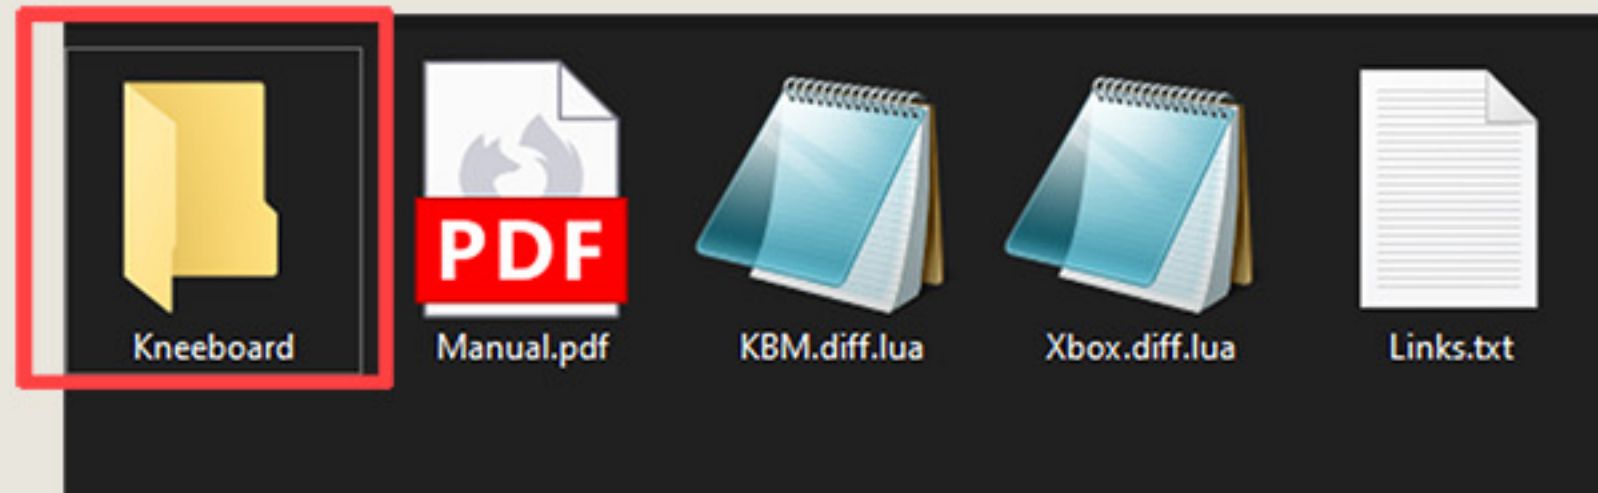 PDF
Kneeboard
Manual.pdf
KBM.diff.lua
Xbox.diff.lua
Links.txt